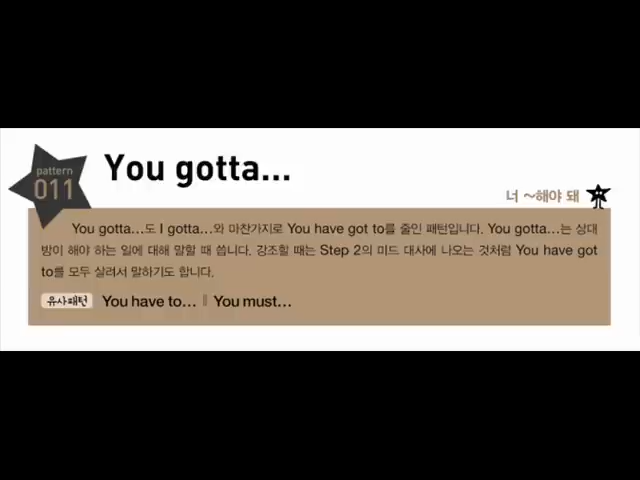 pattern
011
You gotta...
너 ~해야 돼
You gotta...도 I gotta...와 마찬가지로 You have got to를 줄인 패턴입니다. You gotta...는 상대
방이 해야 하는 일에 대해 말할 때 씁니다. 강조할 때는 Step 2의 미드 대사에 나오는 것처럼 You have got
to를 모두 살려서 말하기도 합니다.
유사패턴 You have to... || You must...